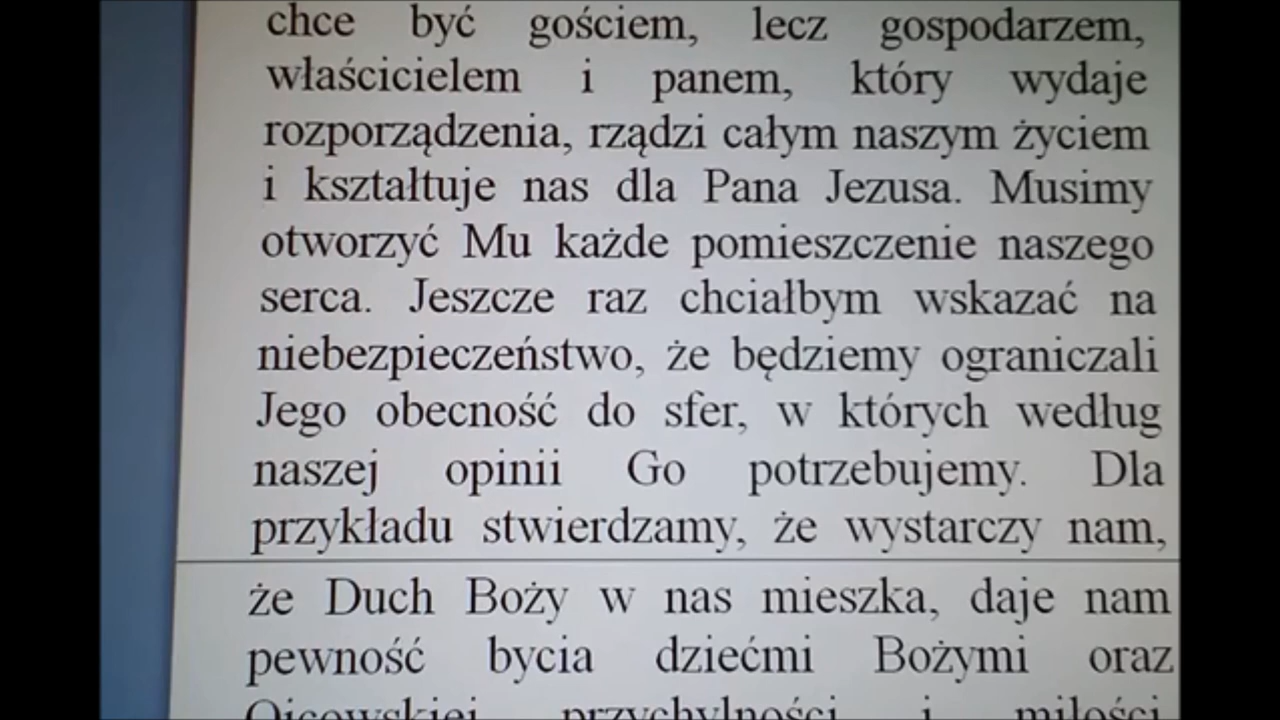 chce być gościem, lecz gospodarzem,
właścicielem i panem, który wydaje
rozporządzenia, rządzi całym naszym życiem
i kształtuje nas dla Pana Jezusa. Musimy
otworzyć Mu każde pomieszczenie naszego
serca. Jeszcze raz chciałbym wskazać na
niebezpieczeństwo, że będziemy ograniczali
Jego obecność do sfer, w których według
naszej opinii Go potrzebujemy. Dla
przykładu stwierdzamy, że wystarczy nam,
że Duch Boży w nas mieszka, daje nam
pewność bycia dziećmi Bożymi oraz
Ojcowskiej przychylności i miłości